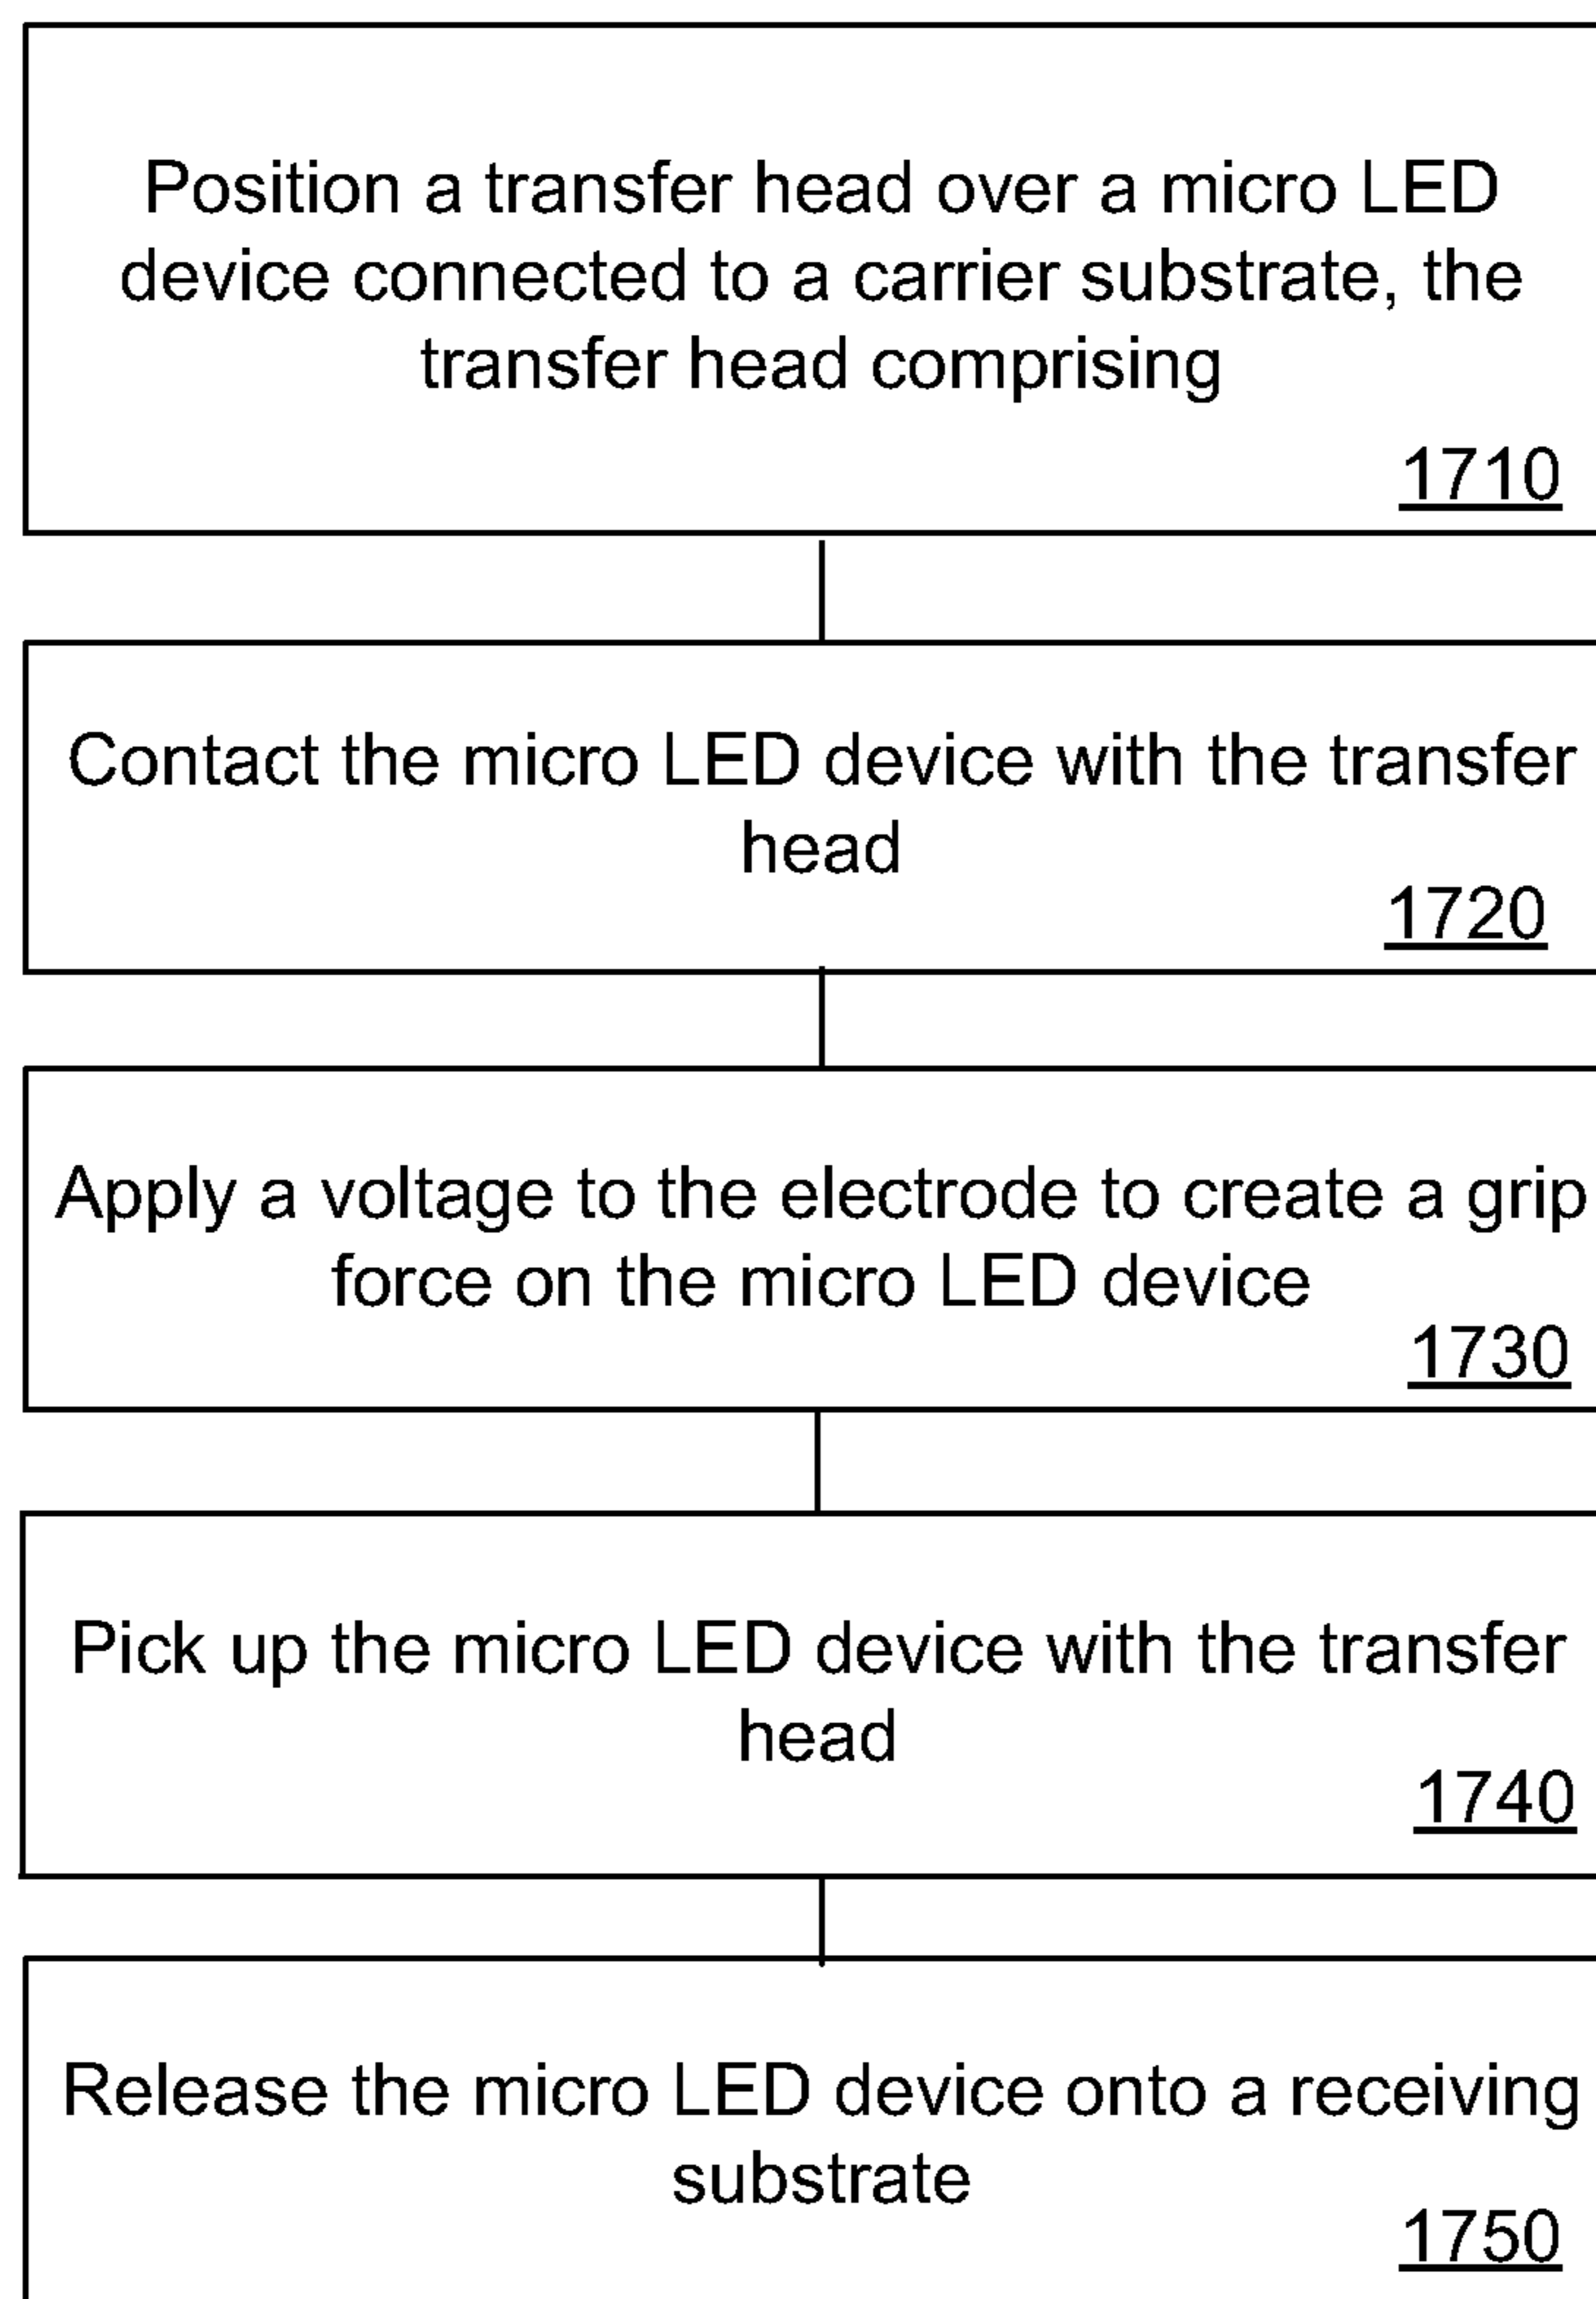 Position a transfer head over a micro LED
device connected to a carrier substrate, the
transfer head comprising
1710
Contact the micro LED device with the transfer
head
1720
Apply a voltage to the electrode to create a grip
force on the micro LED device
1730
Pick up the micro LED device with the transfer
head
1740
Release the micro LED device onto a receiving
substrate
1750